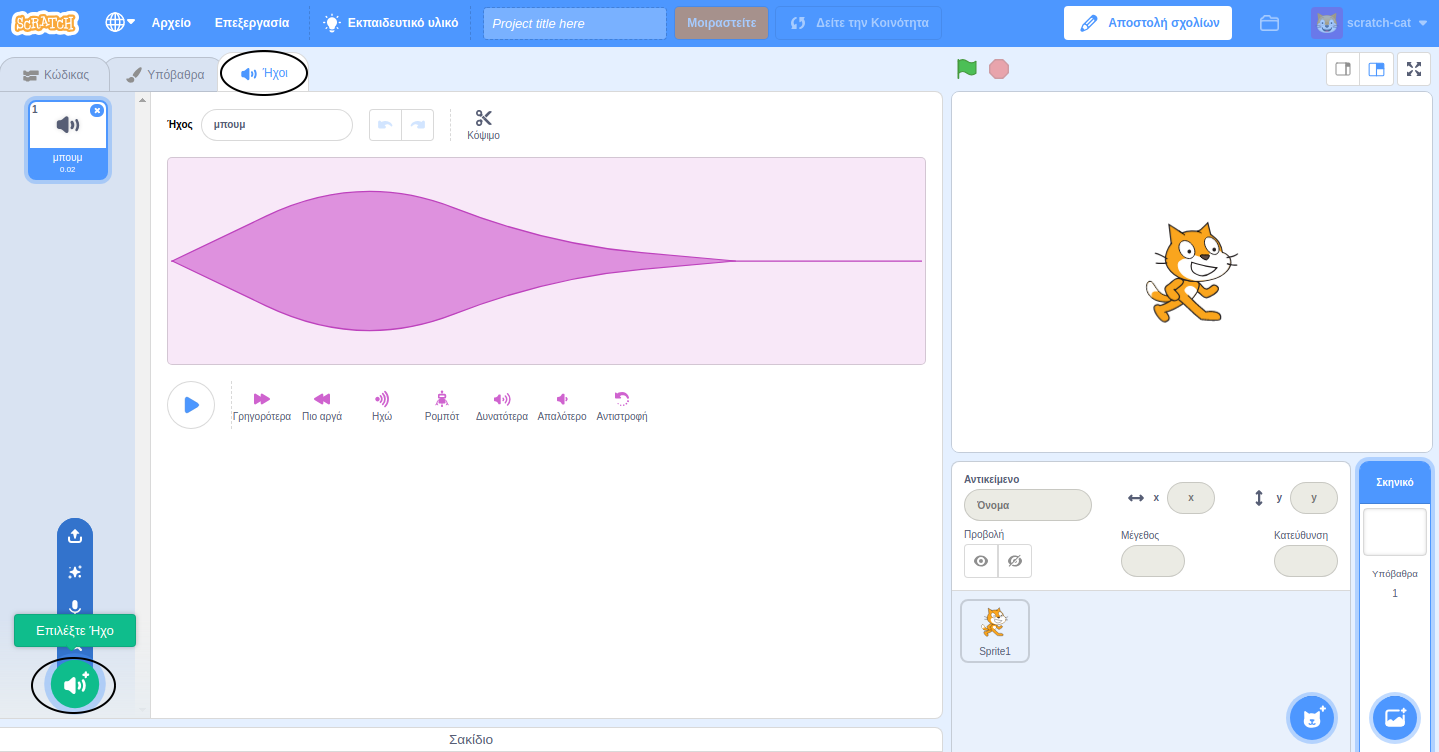 SCRATCH Αρχείο Επεξεργασία Εκπαιδευτικό υλικό Project title here Μοιραστείτε Δείτε την Κοινότητα Αποστολή σχολίων scratch-cat
Κώδικας Υπόβαθρα Ήχοι
1
μπουμ
0.02
Ήχος μπουμ Κόψιμο
Γρηγορότερα Πιο αργά Ηχώ Ρομπότ Δυνατότερα Απαλότερο Αντιστροφή
Επιλέξτε Ήχο
Σακίδιο
Αντικείμενο
Όνομα x x y y
Προβολή Μέγεθος Κατεύθυνση
Sprite1
Σκηνικό
Υπόβαθρα
1